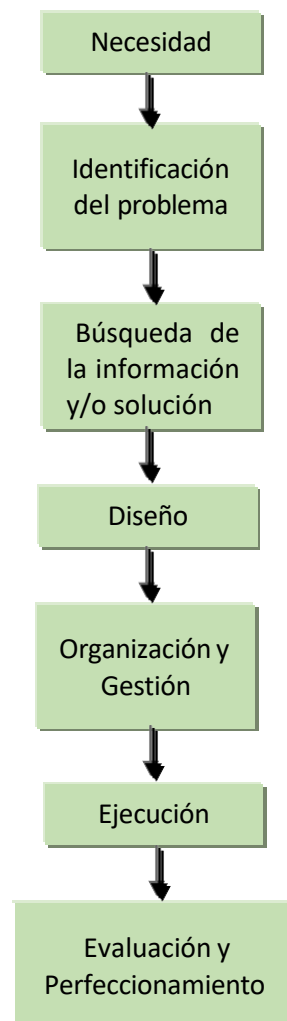 Necesidad
Identificación
del problema
Búsqueda de
la información
y/o solución
Diseño
Organización y
Gestión
Ejecución
Evaluación y
Perfeccionamiento